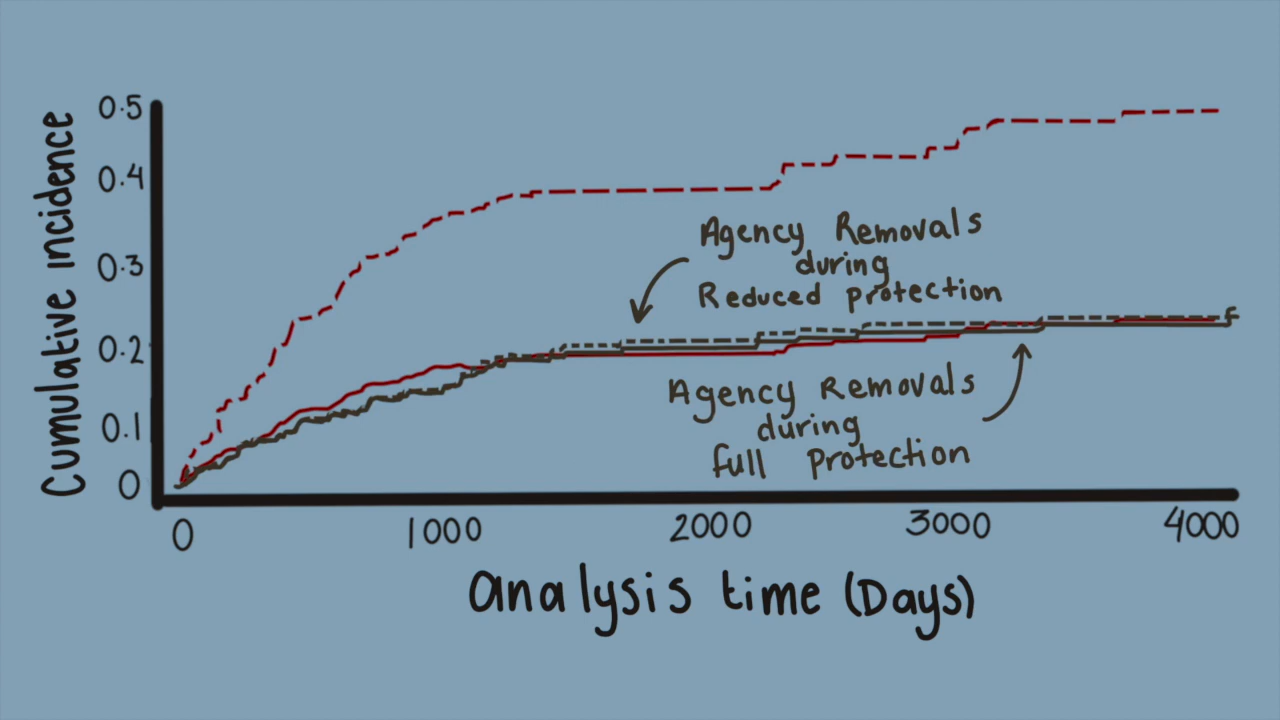 Cumulative incidence
0.5
0.4
0.3
0.2
0.1
0
Agency Removals
during
Reduced protection
Agency Removals
during
full protection
0 1000 2000 3000 4000
analysis time (Days)